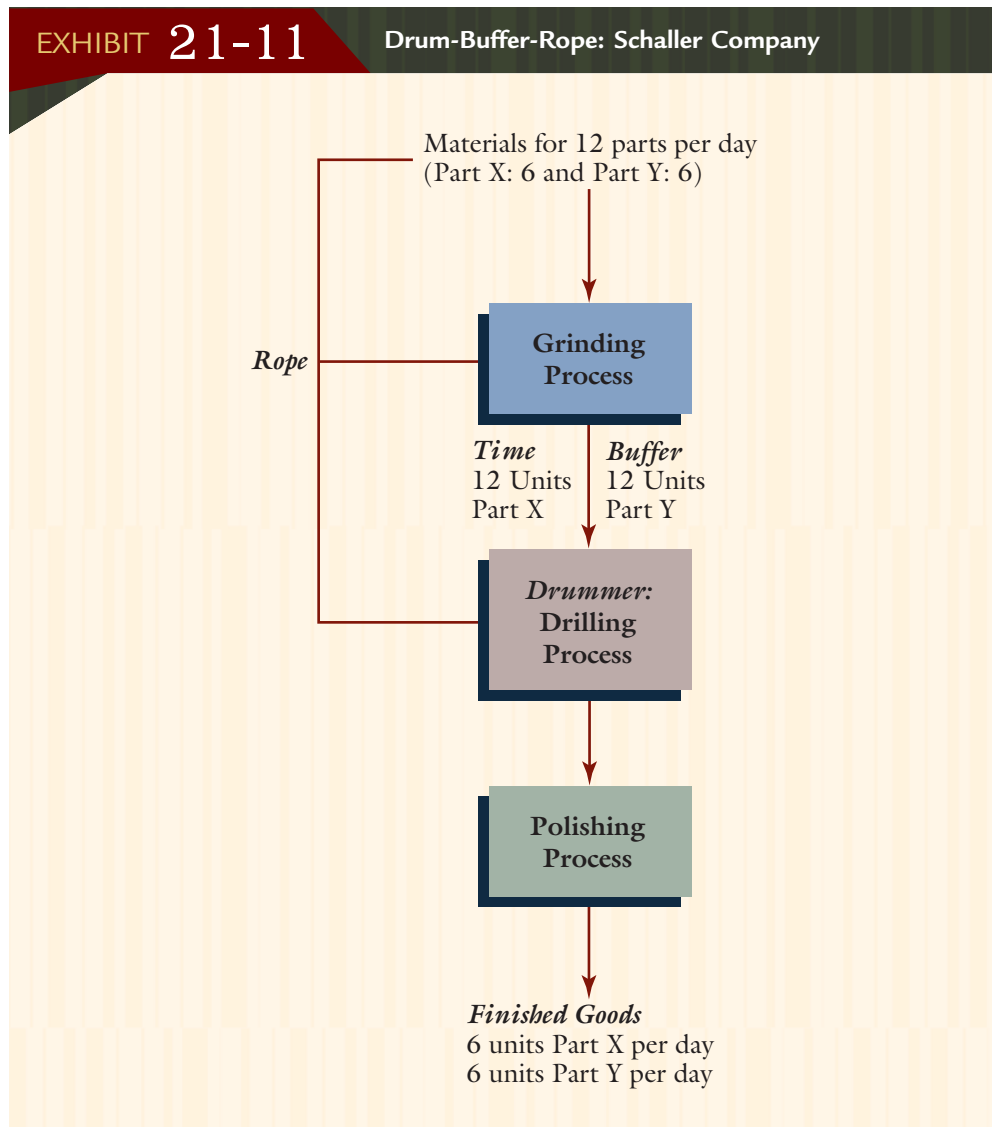 EXHIBIT 21-11
Drum-Buffer-Rope: Schaller Company
Materials for 12 parts per day
(Part X: 6 and Part Y: 6)
Grinding
Process
Rope
Time
12 Units
Part X
Buffer
12 Units
Part Y
Drummer:
Drilling
Process
Polishing
Process
Finished Goods
6 units Part X per day
6 units Part Y per day